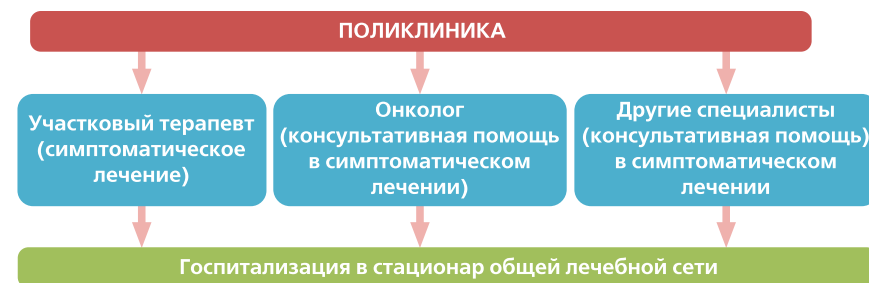 ПОЛИКЛИНИКА
Участковый терапевт
(симптоматическое
лечение)
Онколог
(консультативная помощь
в симптоматическом
лечении)
Другие специалисты
(консультативная помощь)
в симптоматическом
лечении
Госпитализация в стационар общей лечебной сети